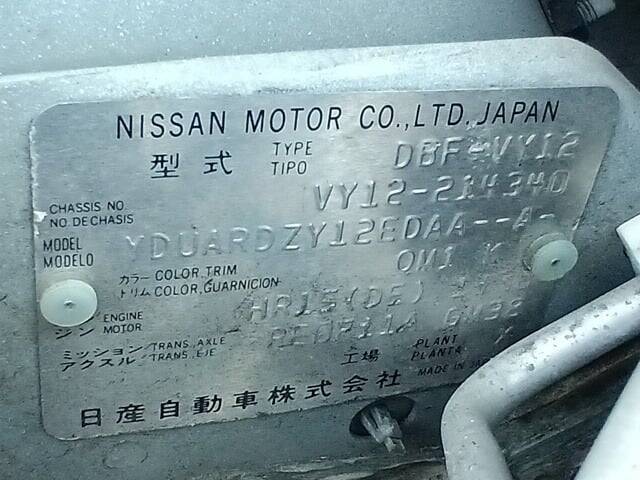 NISSAN MOTOR CO.,LTD. JAPAN
型式 TYPE TIPO DBF-VY12
CHASSIS NO. NO. DE CHASIS VY12-214340
MODEL MODELO YDUARDZY12EDAA--A-
カラー COLOR, TRIM QM1 K
トリム COLOR, GUARNICION
ENGINE HR15(DE)
ジン MOTOR
ミッション TRANS., AXLE
アクスル TRANS., EJE
工場 PLANT PLANTA
MADE IN
日産自動車株式会社